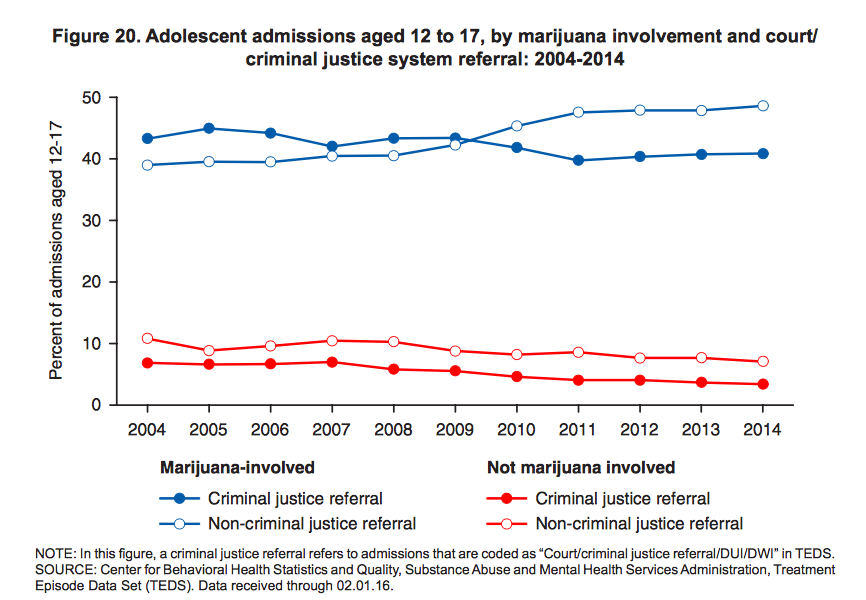 Figure 20. Adolescent admissions aged 12 to 17, by marijuana involvement and court/
criminal justice system referral: 2004-2014
Percent of admissions aged 12-17
50
40
30
20
10
0
2004 2005 2006 2007 2008 2009 2010 2011 2012 2013 2014
Marijuana-involved
Criminal justice referral
Non-criminal justice referral
Not marijuana involved
Criminal justice referral
Non-criminal justice referral
NOTE: In this figure, a criminal justice referral refers to admissions that are coded as “Court/criminal justice referral/DUI/DWI” in TEDS.
SOURCE: Center for Behavioral Health Statistics and Quality, Substance Abuse and Mental Health Services Administration, Treatment
Episode Data Set (TEDS). Data received through 02.01.16.